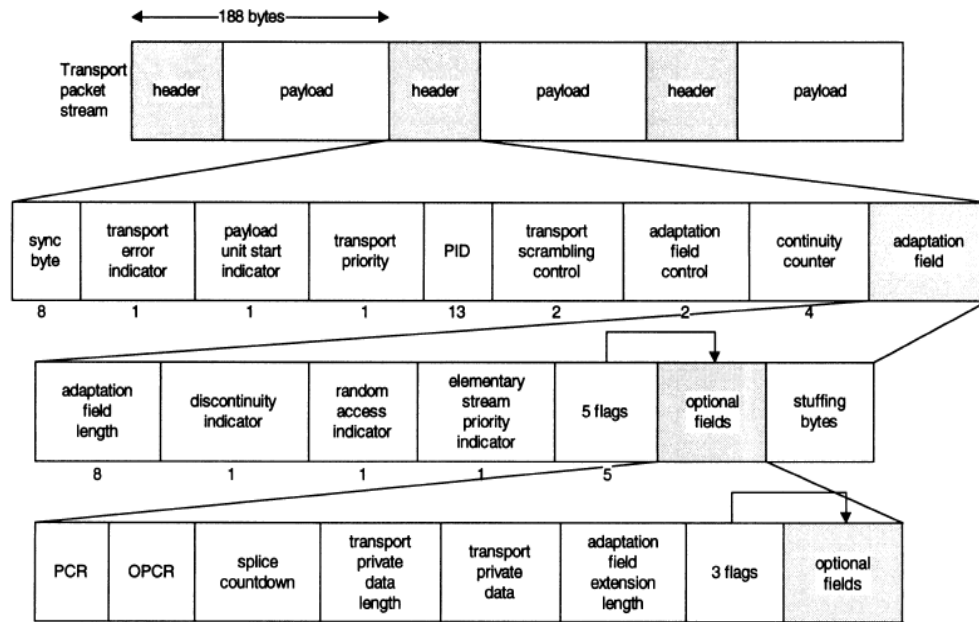 188 bytes
Transport
packet
stream
header
payload
header
payload
header
payload
sync
byte
transport
error
indicator
payload
unit start
indicator
transport
priority
PID
transport
scrambling
control
adaptation
field
control
continuity
counter
adaptation
field
8
1
1
1
13
2
2
4
adaptation
field
length
discontinuity
indicator
random
access
indicator
elementary
stream
priority
indicator
5 flags
optional
fields
stuffing
bytes
8
1
1
1
5
PCR
OPCR
splice
countdown
transport
private
data
length
transport
private
data
adaptation
field
extension
length
3 flags
optional
fields